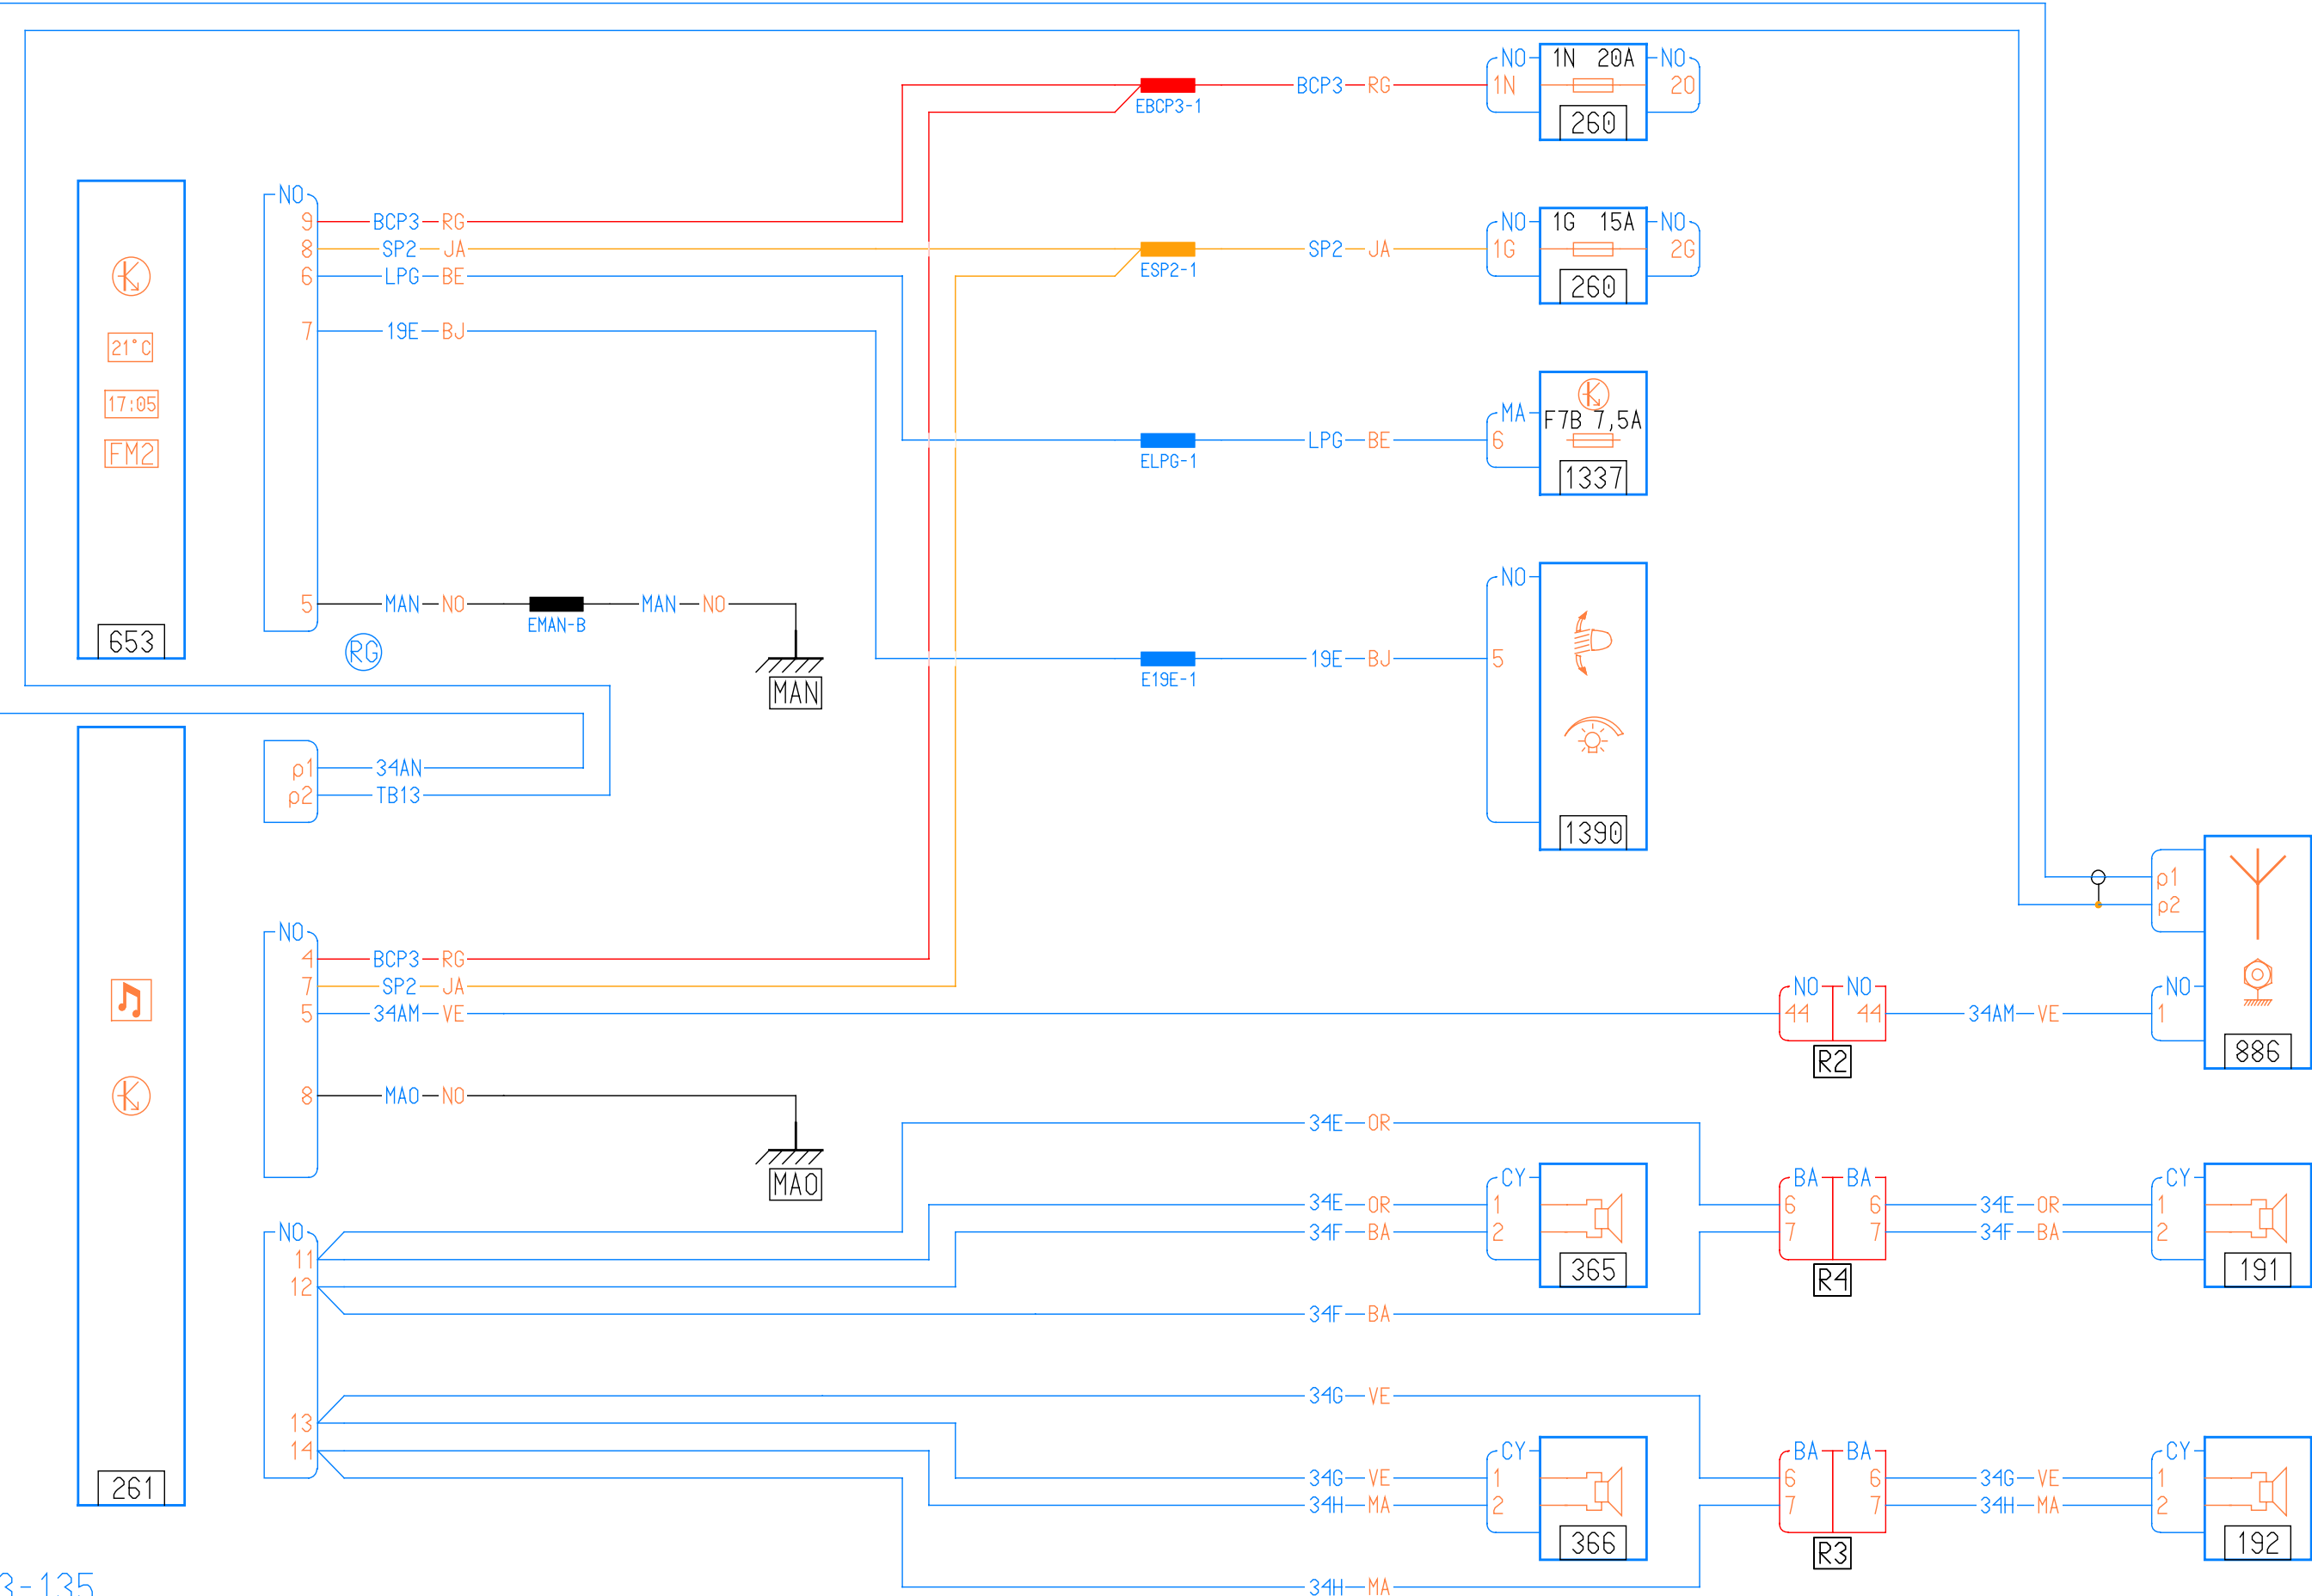 NO 1N 20A NO
1N BCP3 RG 20
EBCP3-1
260
NO
9 BCP3 RG
NO 1G 15A NO
8 SP2 JA
SP2 JA 1G 2G
ESP2-1
6 LPG BE
260
7 19E BJ
21°C
17:05
FM2
MA F7B 7,5A
LPG BE 6
ELPG-1
1337
NO
5 MAN NO MAN NO
EMAN-B
653
RG
MAN
19E BJ 5
E19E-1
p1 34AN
p2 TB13
1390
p1
p2
NO
4 BCP3 RG
7 SP2 JA
5 34AM VE
NO NO
44 44
34AM VE
NO
1
R2
886
8 MAO NO
MAO
34E OR
NO
11
12
34E OR
34F BA
CY
1
2
365
BA BA
6 6
7 7
R4
34E OR
34F BA
CY
1
2
191
34F BA
34G VE
13
14
34G VE
34H MA
CY
1
2
366
BA BA
6 6
7 7
R3
34G VE
34H MA
CY
1
2
192
261
34H MA
3-135